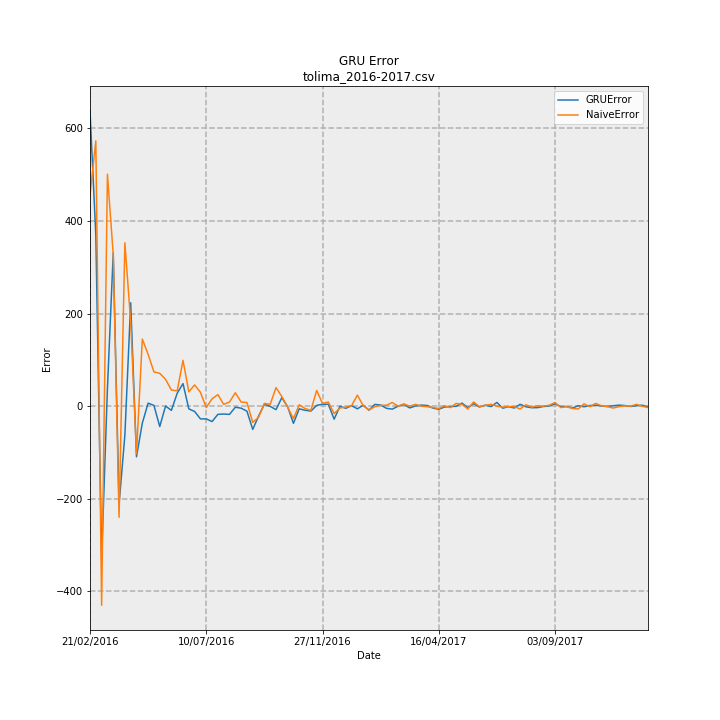 GRU Error
tolima_2016-2017.csv
GRUError
NaiveError
600
400
200
0
−200
−400
Error
21/02/2016
10/07/2016
27/11/2016
16/04/2017
03/09/2017
Date